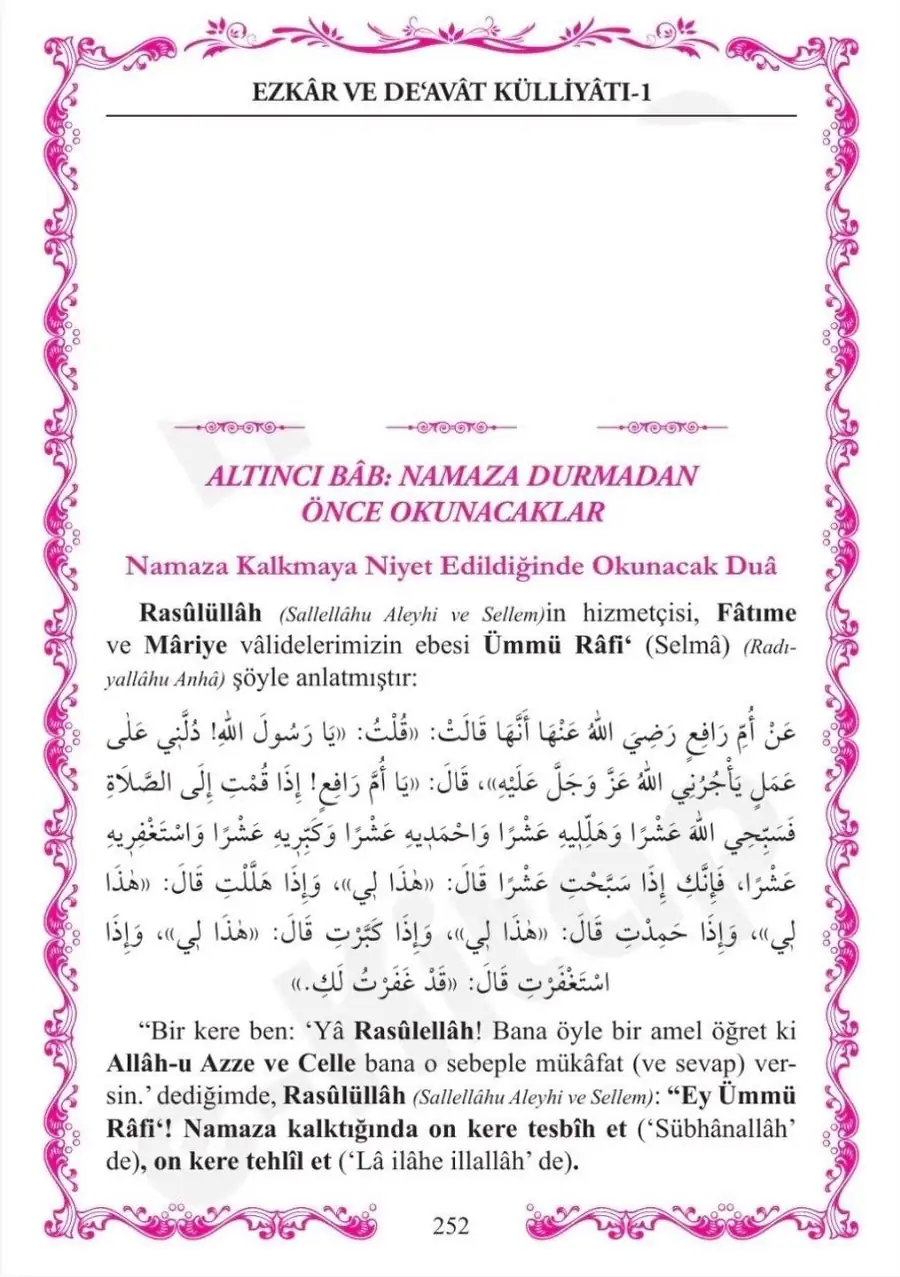 EZKÂR VE DE‘AVÂT KÜLLİYÂTI-1
ALTINCI BÂB: NAMAZA DURMADAN
ÖNCE OKUNACAKLAR
Namaza Kalkmaya Niyet Edildiğinde Okunacak Duâ
Rasûlüllâh (Sallellâhu Aleyhi ve Sellem)in hizmetçisi, Fâtıme
ve Mâriye vâlidelerimizin ebesi Ümmü Râfi‘ (Selmâ) (Radı-
yallâhu Anhâ) şöyle anlatmıştır:
عَنْ أُمِّ رَافِعٍ رَضِيَ اللهُ عَنْهَا أَنَّهَا قَالَتْ: «قُلْتُ: «يَا رَسُولَ اللهِ! دُلَّنِي عَلَى
عَمَلٍ يَأْجُرُنِي اللهُ عَزَّ وَجَلَّ عَلَيْهِ»، قَالَ: «يَا أُمَّ رَافِعٍ! إِذَا قُمْتِ إِلَى الصَّلَاةِ
فَسَبِّحِي اللهَ عَشْرًا وَهَلِّلِيهِ عَشْرًا وَاحْمَدِيهِ عَشْرًا وَكَبِّرِيهِ عَشْرًا وَاسْتَغْفِرِيهِ
عَشْرًا، فَإِنَّكِ إِذَا سَبَّحْتِ عَشْرًا قَالَ: «هٰذَا لِي»، وَإِذَا هَلَّلْتِ قَالَ: «هٰذَا
لِي»، وَإِذَا حَمِدْتِ قَالَ: «هٰذَا لِي»، وَإِذَا كَبَّرْتِ قَالَ: «هٰذَا لِي»، وَإِذَا
اسْتَغْفَرْتِ قَالَ: «قَدْ غَفَرْتُ لَكِ.»
“Bir kere ben: ‘Yâ Rasûlellâh! Bana öyle bir amel öğret ki
Allâh-u Azze ve Celle bana o sebeple mükâfat (ve sevap) ver-
sin.’ dediğimde, Rasûlüllâh (Sallellâhu Aleyhi ve Sellem): “Ey Ümmü
Râfi‘! Namaza kalktığında on kere tesbîh et (‘Sübhânallâh’
de), on kere tehlîl et (‘Lâ ilâhe illallâh’ de).
252